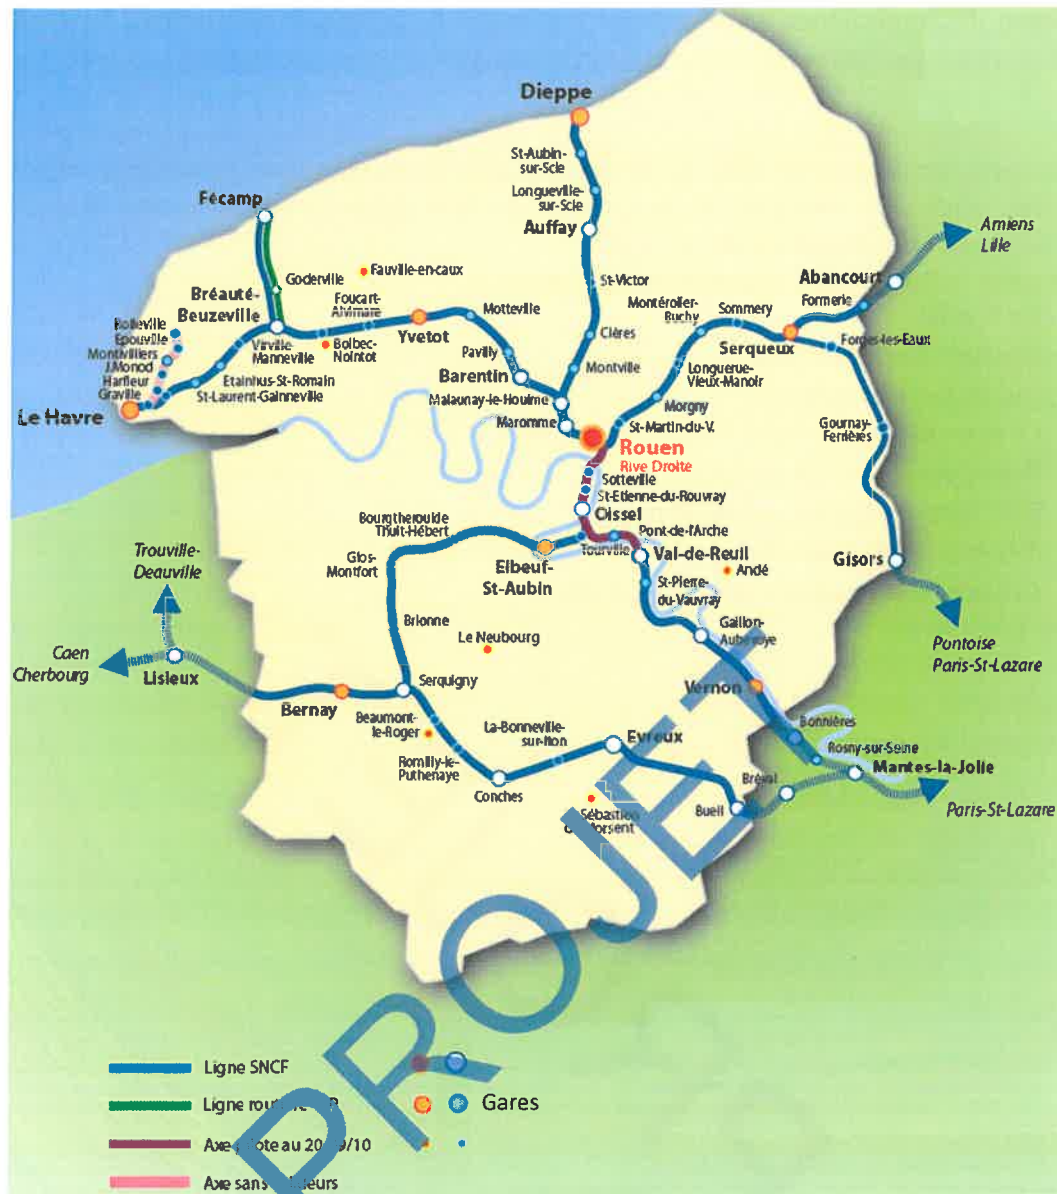 Dieppe
St-Aubin-
sur-Scie
Longueville-
sur-Scie
Auffay
St-Victor
Clères
Montville
Fécamp
Goderville
Fauville-en-caux
Bréauté-
Beuzeville
Foucart-
Alvimare
Yvetot
Motteville
Pavilly
Barentin
Malaunay-le-Houlme
Maromme
Bolbec-
Nointot
Virville-
Manneville
Etainhus-St-Romain
St-Laurent-Gainneville
Rolleville
Epouville
Montivilliers
J.Monod
Harfleur
Graville
Le Havre
Amiens
Lille
Abancourt
Formerie
Sommery
Montérolier-
Buchy
Serqueux
Forges-les-Eaux
Longuerue-
Vieux-Manoir
Morgny
St-Martin-du-V.
Gournay-
Ferrières
Rouen
Rive Droite
Sotteville
St-Etienne-du-Rouvray
Oissel
Bourgtheroulde
Thuit-Hébert
Tourville
Pont-de-l'Arche
Val-de-Reuil
Elbeuf-
St-Aubin
Andé
Gisors
St-Pierre-
du-Vauvray
Glos-
Montfort
Trouville-
Deauville
Brionne
Le Neubourg
Gaillon-
Aubevoye
Pontoise
Paris-St-Lazare
Caen
Cherbourg
Lisieux
Serquigny
Bernay
Vernon
Beaumont-
le-Roger
La-Bonneville-
sur-Iton
Evreux
Bonnières
Rosny-sur-Seine
Mantes-la-Jolie
Romilly-le-
Puthenaye
Conches
Bréval
Bueil
Paris-St-Lazare
Sébastien
Morsent
PROJET
Ligne SNCF
Ligne
Gares
Axe
Axe sans